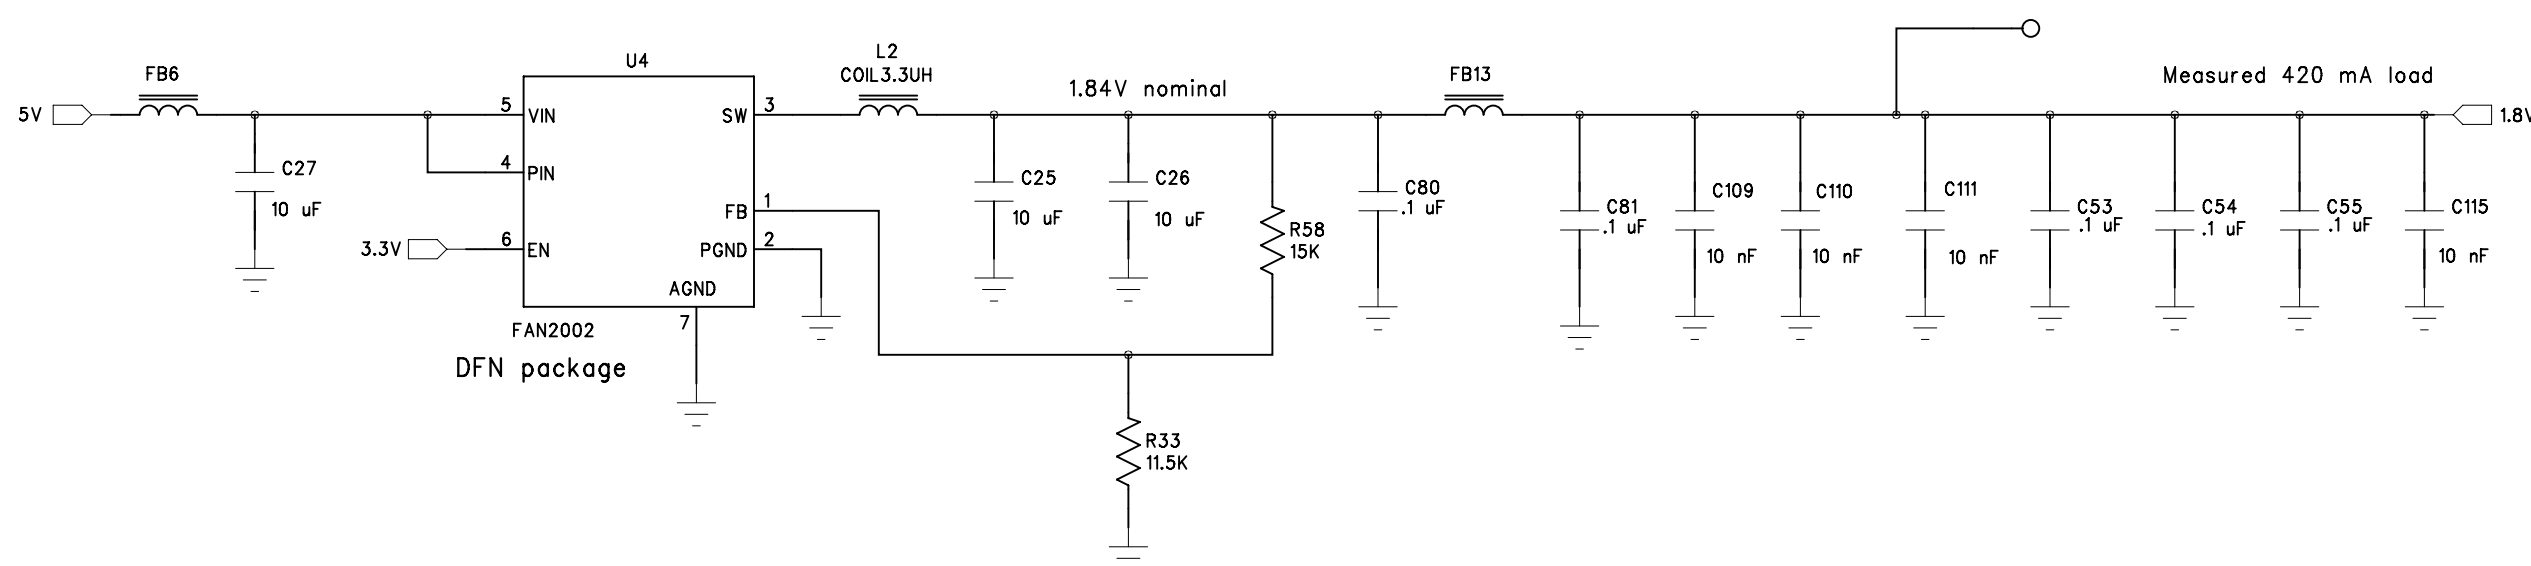 FB6
5V
C27
10 uF
3.3V
U4
5
VIN
4
PIN
6
EN
SW
3
FB
1
PGND
2
AGND
7
FAN2002
DFN package
L2
COIL3.3UH
1.84V nominal
C25
10 uF
C26
10 uF
R58
15K
R33
11.5K
C80
.1 uF
FB13
C81
.1 uF
C109
10 nF
C110
10 nF
C111
10 nF
C53
.1 uF
C54
.1 uF
C55
.1 uF
C115
10 nF
Measured 420 mA load
1.8V